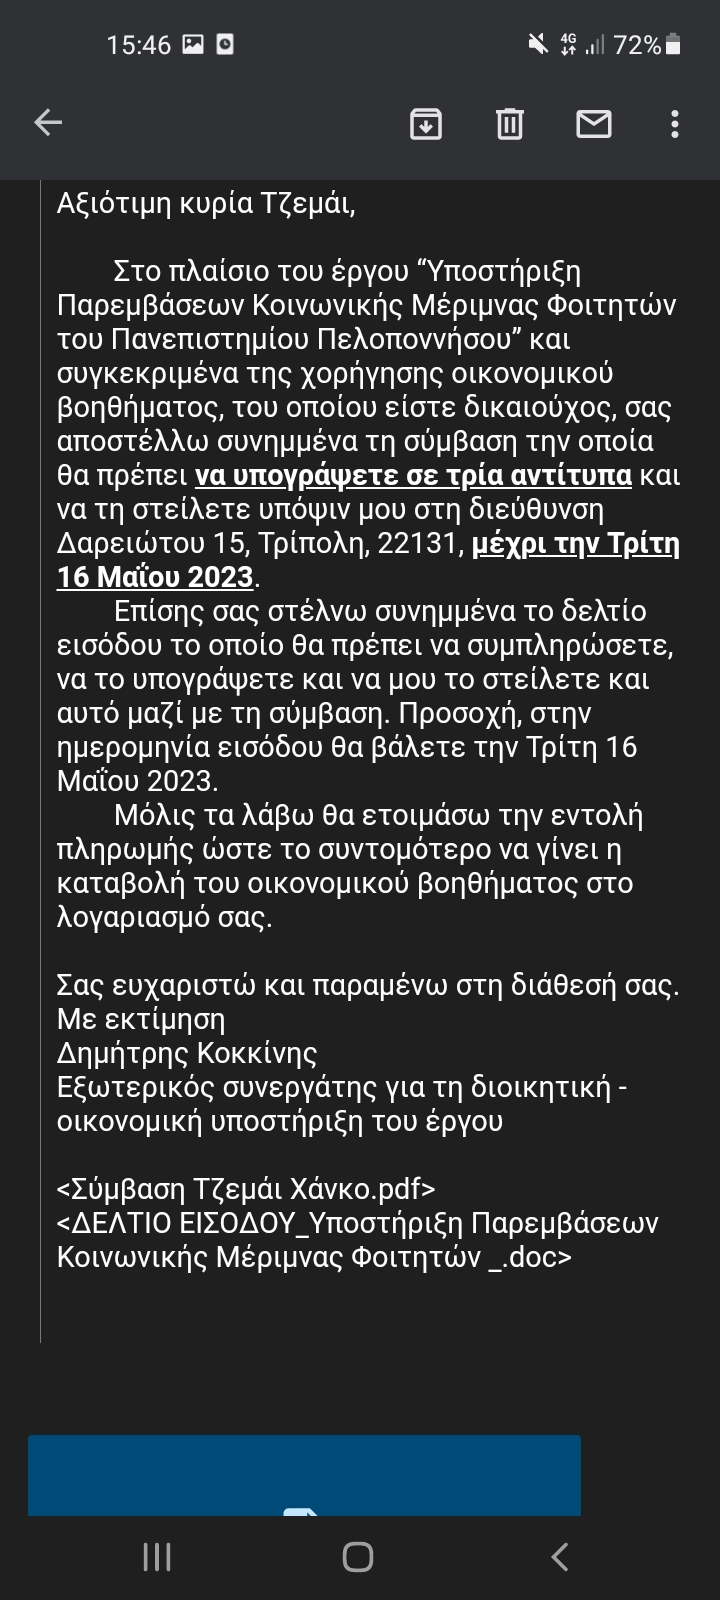 15:46
4G
72%
Αξιότιμη κυρία Τζεμάι,
Στο πλαίσιο του έργου “Υποστήριξη
Παρεμβάσεων Κοινωνικής Μέριμνας Φοιτητών
του Πανεπιστημίου Πελοποννήσου” και
συγκεκριμένα της χορήγησης οικονομικού
βοηθήματος, του οποίου είστε δικαιούχος, σας
αποστέλλω συνημμένα τη σύμβαση την οποία
θα πρέπει να υπογράψετε σε τρία αντίτυπα και
να τη στείλετε υπόψιν μου στη διεύθυνση
Δαρειώτου 15, Τρίπολη, 22131, μέχρι την Τρίτη
16 Μαΐου 2023.
Επίσης σας στέλνω συνημμένα το δελτίο
εισόδου το οποίο θα πρέπει να συμπληρώσετε,
να το υπογράψετε και να μου το στείλετε και
αυτό μαζί με τη σύμβαση. Προσοχή, στην
ημερομηνία εισόδου θα βάλετε την Τρίτη 16
Μαΐου 2023.
Μόλις τα λάβω θα ετοιμάσω την εντολή
πληρωμής ώστε το συντομότερο να γίνει η
καταβολή του οικονομικού βοηθήματος στο
λογαριασμό σας.
Σας ευχαριστώ και παραμένω στη διάθεσή σας.
Με εκτίμηση
Δημήτρης Κοκκίνης
Εξωτερικός συνεργάτης για τη διοικητική -
οικονομική υποστήριξη του έργου
<Σύμβαση Τζεμάι Χάνκο.pdf>
<ΔΕΛΤΙΟ ΕΙΣΟΔΟΥ_Υποστήριξη Παρεμβάσεων
Κοινωνικής Μέριμνας Φοιτητών _.doc>